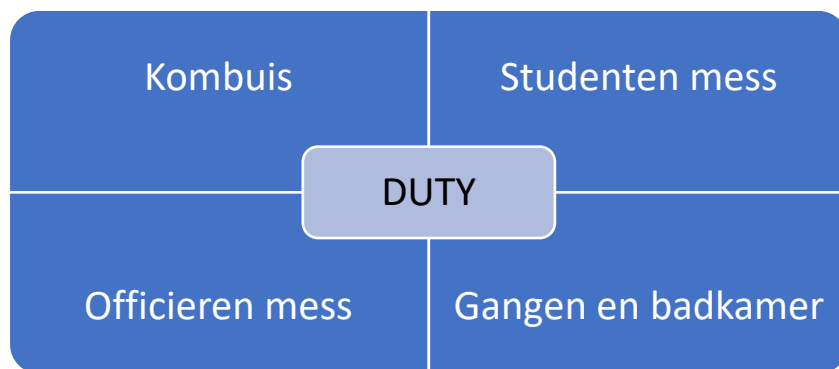 Kombuis
Studenten mess
DUTY
Officieren mess
Gangen en badkamer